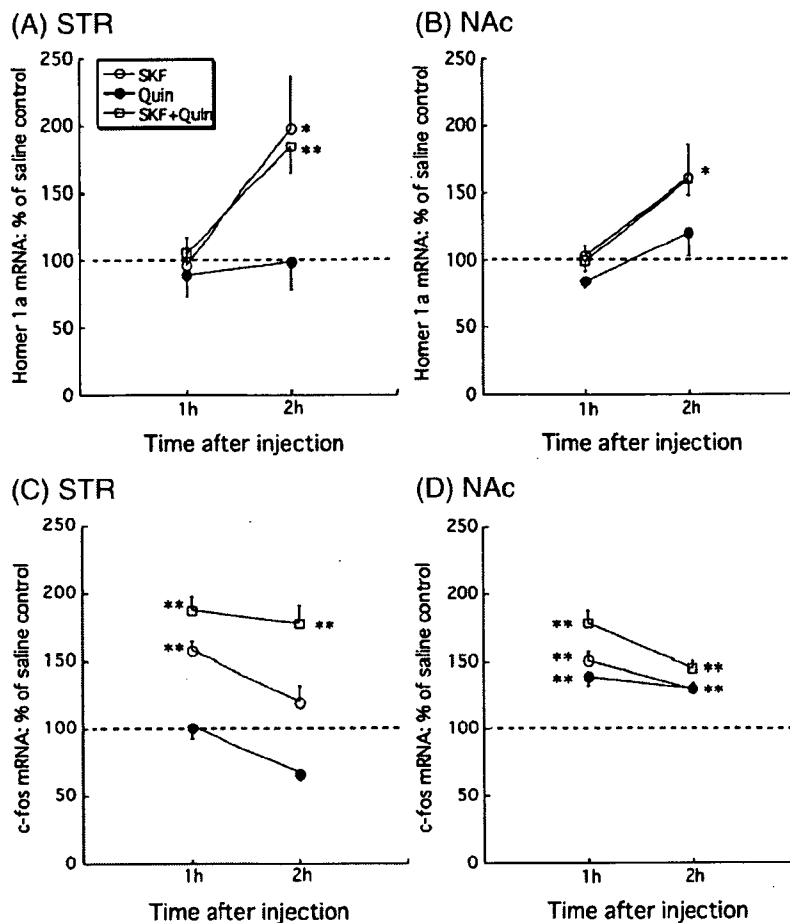 (A) STR
Homer 1a mRNA: % of saline control
250
200
150
100
50
0
SKF
Quin
SKF+Quin
*
**
1h
2h
Time after injection
(B) NAc
Homer 1a mRNA: % of saline control
250
200
150
100
50
0
*
1h
2h
Time after injection
(C) STR
c-fos mRNA: % of saline control
250
200
150
100
50
0
**
**
**
1h
2h
Time after injection
(D) NAc
c-fos mRNA: % of saline control
250
200
150
100
50
0
**
**
**
**
**
1h
2h
Time after injection